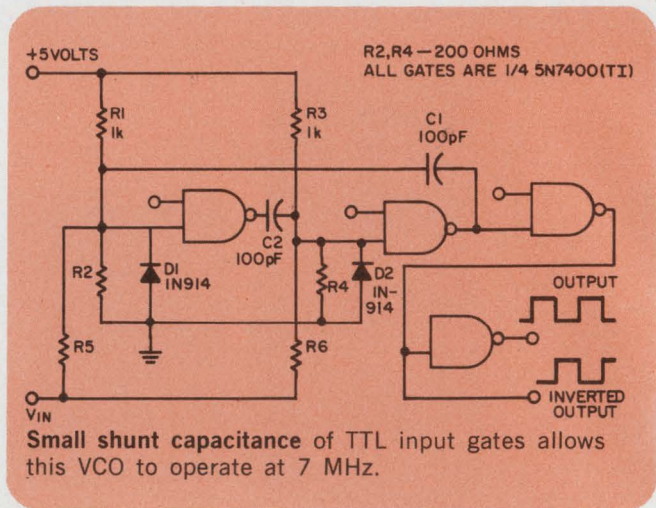 +5VOLTS
R2,R4—200 OHMS
ALL GATES ARE 1/4 5N7400(TI)
R1
1k
R3
1k
C1
100pF
C2
100pF
R2
D1
1N914
R4
D2
IN-
914
R5
R6
OUTPUT
INVERTED
OUTPUT
VIN
Small shunt capacitance of TTL input gates allows
this VCO to operate at 7 MHz.